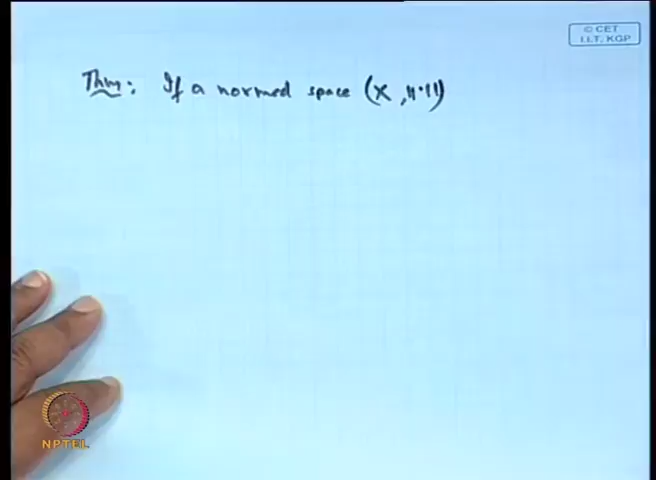 © CET
I.I.T. KGP
Thm: If a normed space (X, ||·||)
NPTEL